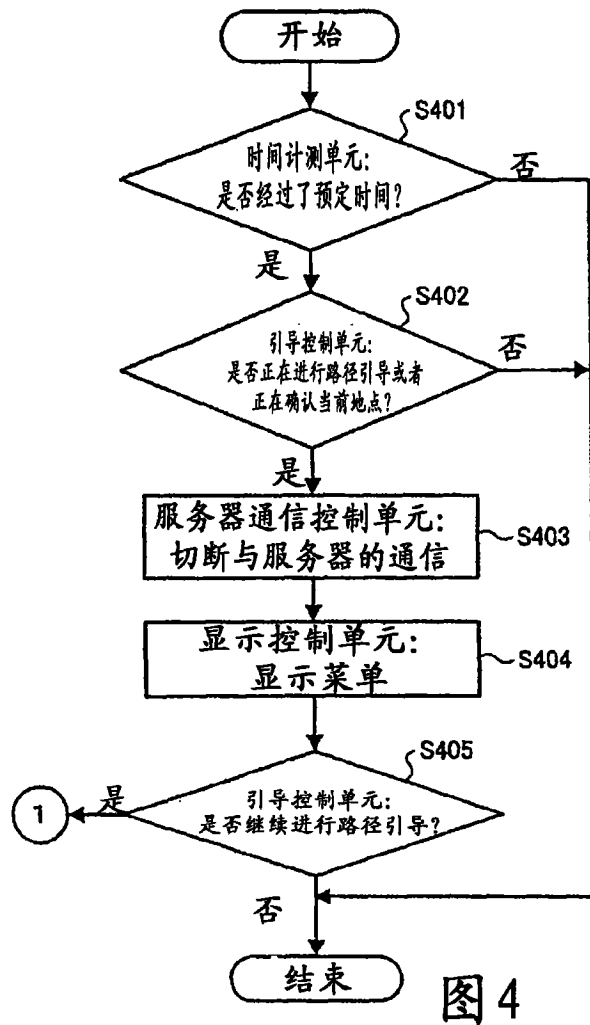 开始
S401
时间计测单元:
是否经过了预定时间?
否
是
S402
引导控制单元:
是否正在进行路径引导或者
正在确认当前地点?
否
是
服务器通信控制单元:
切断与服务器的通信
S403
显示控制单元:
显示菜单
S404
S405
引导控制单元:
是否继续进行路径引导?
是
1
否
结束
图4